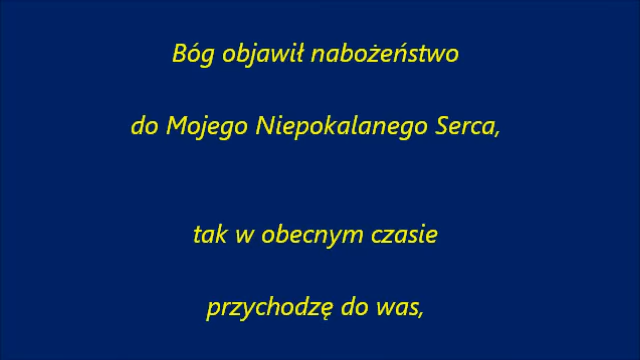 Bóg objawił nabożeństwo
do Mojego Niepokalanego Serca,
tak w obecnym czasie
przychodzę do was,